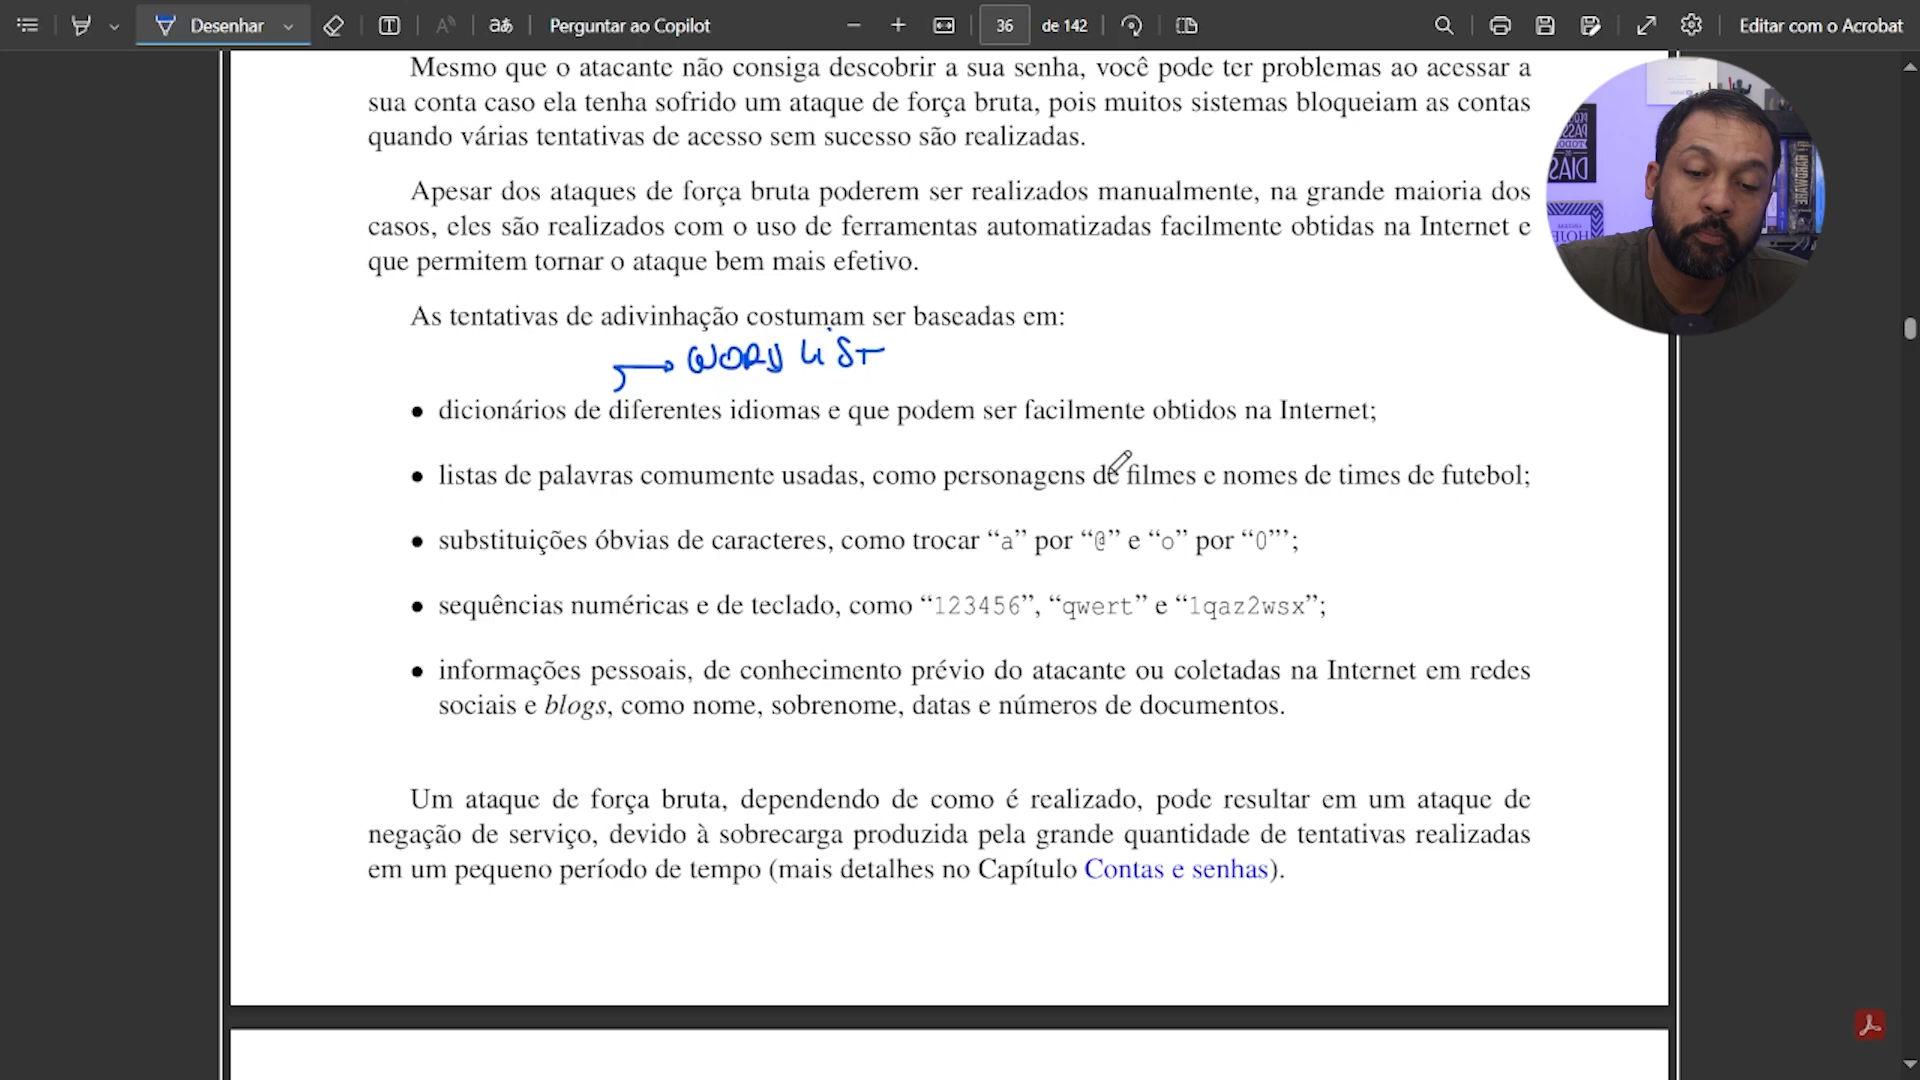 Desenhar
Perguntar ao Copilot
36
de 142
Editar com o Acrobat
Mesmo que o atacante não consiga descobrir a sua senha, você pode ter problemas ao acessar a
sua conta caso ela tenha sofrido um ataque de força bruta, pois muitos sistemas bloqueiam as contas
quando várias tentativas de acesso sem sucesso são realizadas.
Apesar dos ataques de força bruta poderem ser realizados manualmente, na grande maioria dos
casos, eles são realizados com o uso de ferramentas automatizadas facilmente obtidas na Internet e
que permitem tornar o ataque bem mais efetivo.
As tentativas de adivinhação costumam ser baseadas em:
WORD LIST
• dicionários de diferentes idiomas e que podem ser facilmente obtidos na Internet;
• listas de palavras comumente usadas, como personagens de filmes e nomes de times de futebol;
• substituições óbvias de caracteres, como trocar “a” por “@” e “o” por “0”’;
• sequências numéricas e de teclado, como “123456”, “qwert” e “1qaz2wsx”;
• informações pessoais, de conhecimento prévio do atacante ou coletadas na Internet em redes
sociais e blogs, como nome, sobrenome, datas e números de documentos.
Um ataque de força bruta, dependendo de como é realizado, pode resultar em um ataque de
negação de serviço, devido à sobrecarga produzida pela grande quantidade de tentativas realizadas
em um pequeno período de tempo (mais detalhes no Capítulo Contas e senhas).